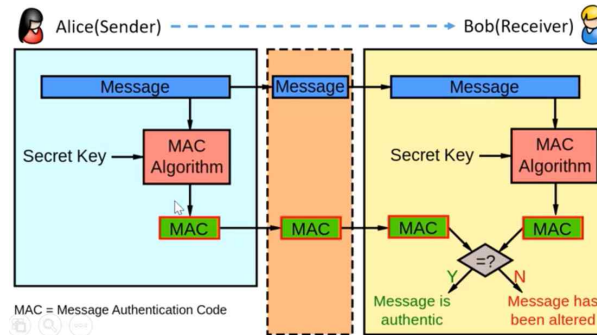 Alice(Sender)
Bob(Receiver)
Message
Message
Message
Secret Key
MAC
Algorithm
Secret Key
MAC
Algorithm
MAC
MAC
MAC
MAC
=?
Y
N
Message is
authentic
Message has
been altered
MAC = Message Authentication Code